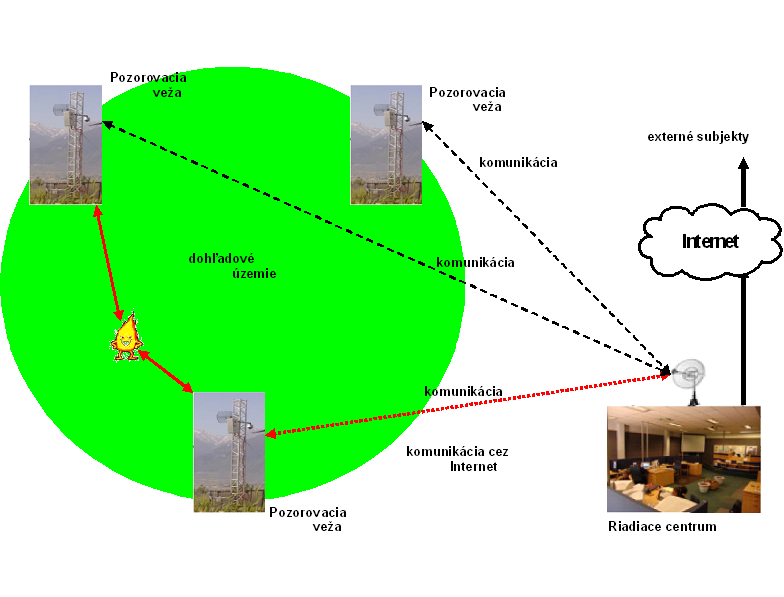 Pozorovacia
veža
Pozorovacia
veža
externé subjekty
komunikácia
Internet
dohľadové
územie
komunikácia
komunikácia
komunikácia cez
Internet
Pozorovacia
veža
Riadiace centrum